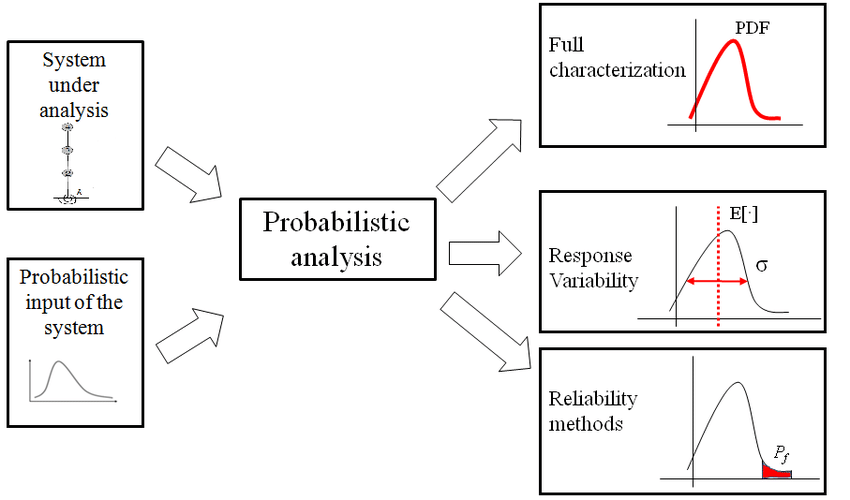 System
under
analysis
Probabilistic
input of the
system
Probabilistic
analysis
Full
characterization
PDF
Response
Variability
E[·]
σ
Reliability
methods
Pf